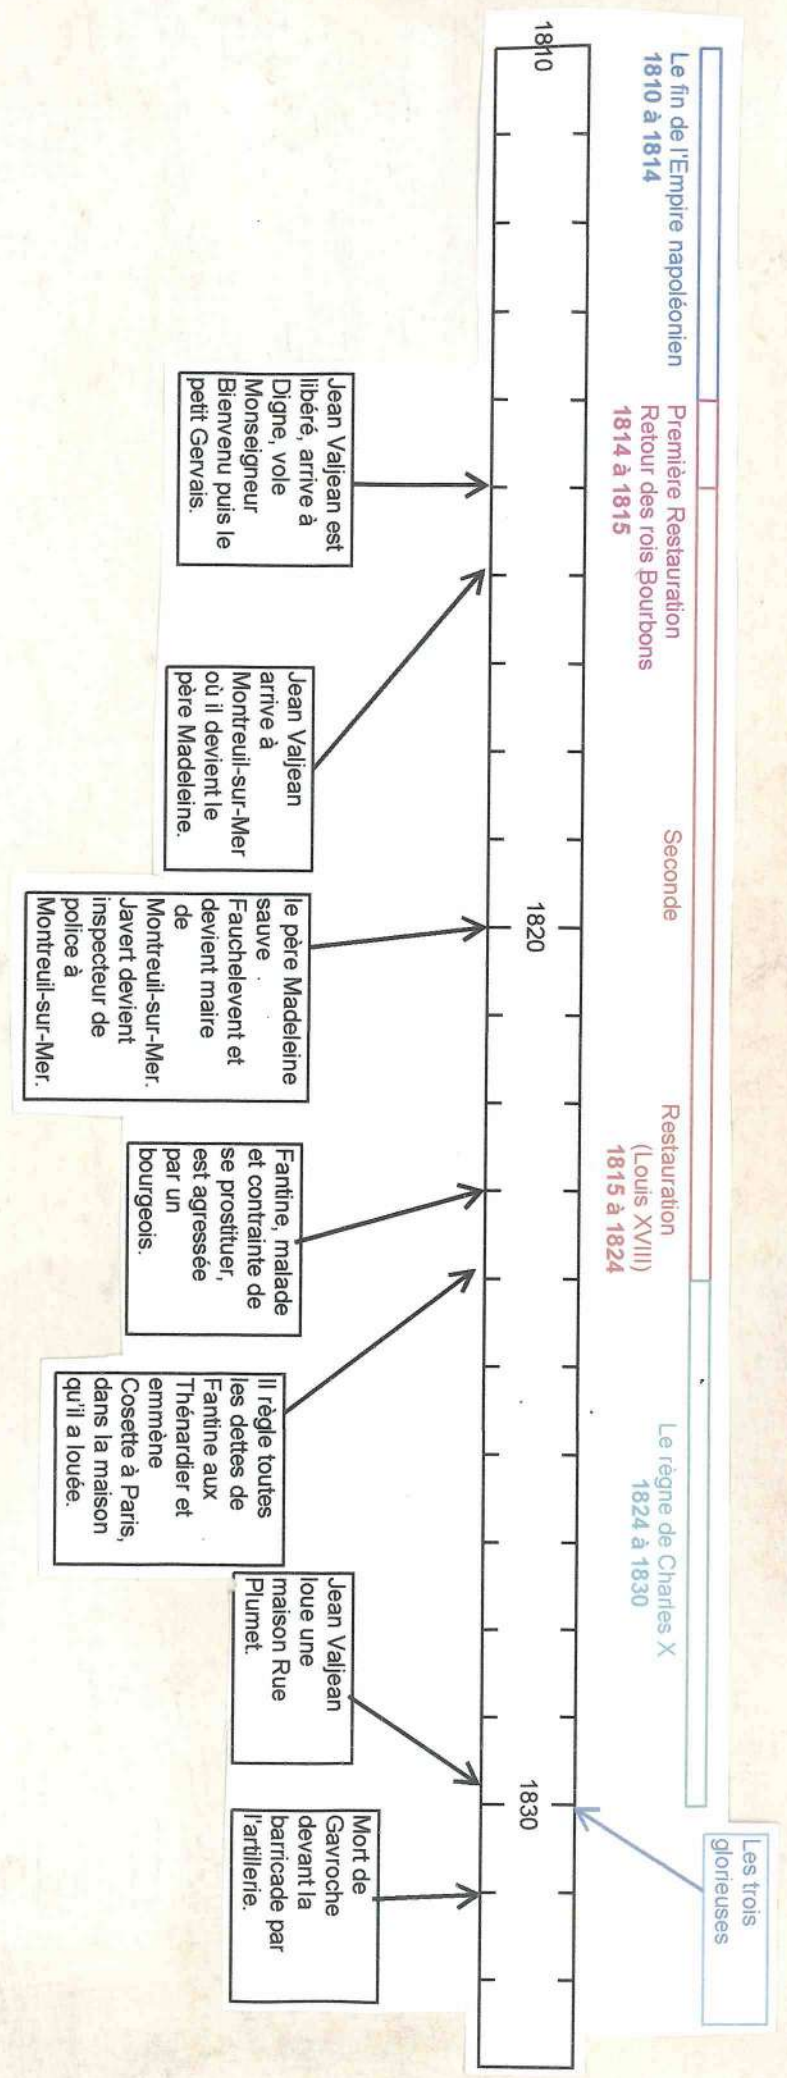 Le fin de l'Empire napoléonien
1810 à 1814
Première Restauration
Retour des rois Bourbons
1814 à 1815
Seconde
Restauration
(Louis XVIII)
1815 à 1824
Le règne de Charles X
1824 à 1830
Les trois
glorieuses
1810
1820
1830
Jean Valjean est
libéré, arrive à
Digne, vole
Monseigneur
Bienvenu puis le
petit Gervais.
Jean Valjean
arrive à
Montreuil-sur-Mer
où il devient le
père Madeleine.
le père Madeleine
sauve
Fauchelevent et
devient maire
de
Montreuil-sur-Mer.
Javert devient
inspecteur de
police à
Montreuil-sur-Mer.
Fantine, malade
et contrainte de
se prostituer,
est agressée
par un
bourgeois.
Il règle toutes
les dettes de
Fantine aux
Thénardier et
emmène
Cosette à Paris,
dans la maison
qu'il a louée.
Jean Valjean
loue une
maison Rue
Plumet.
Mort de
Gavroche
devant la
barricade par
l'artillerie.